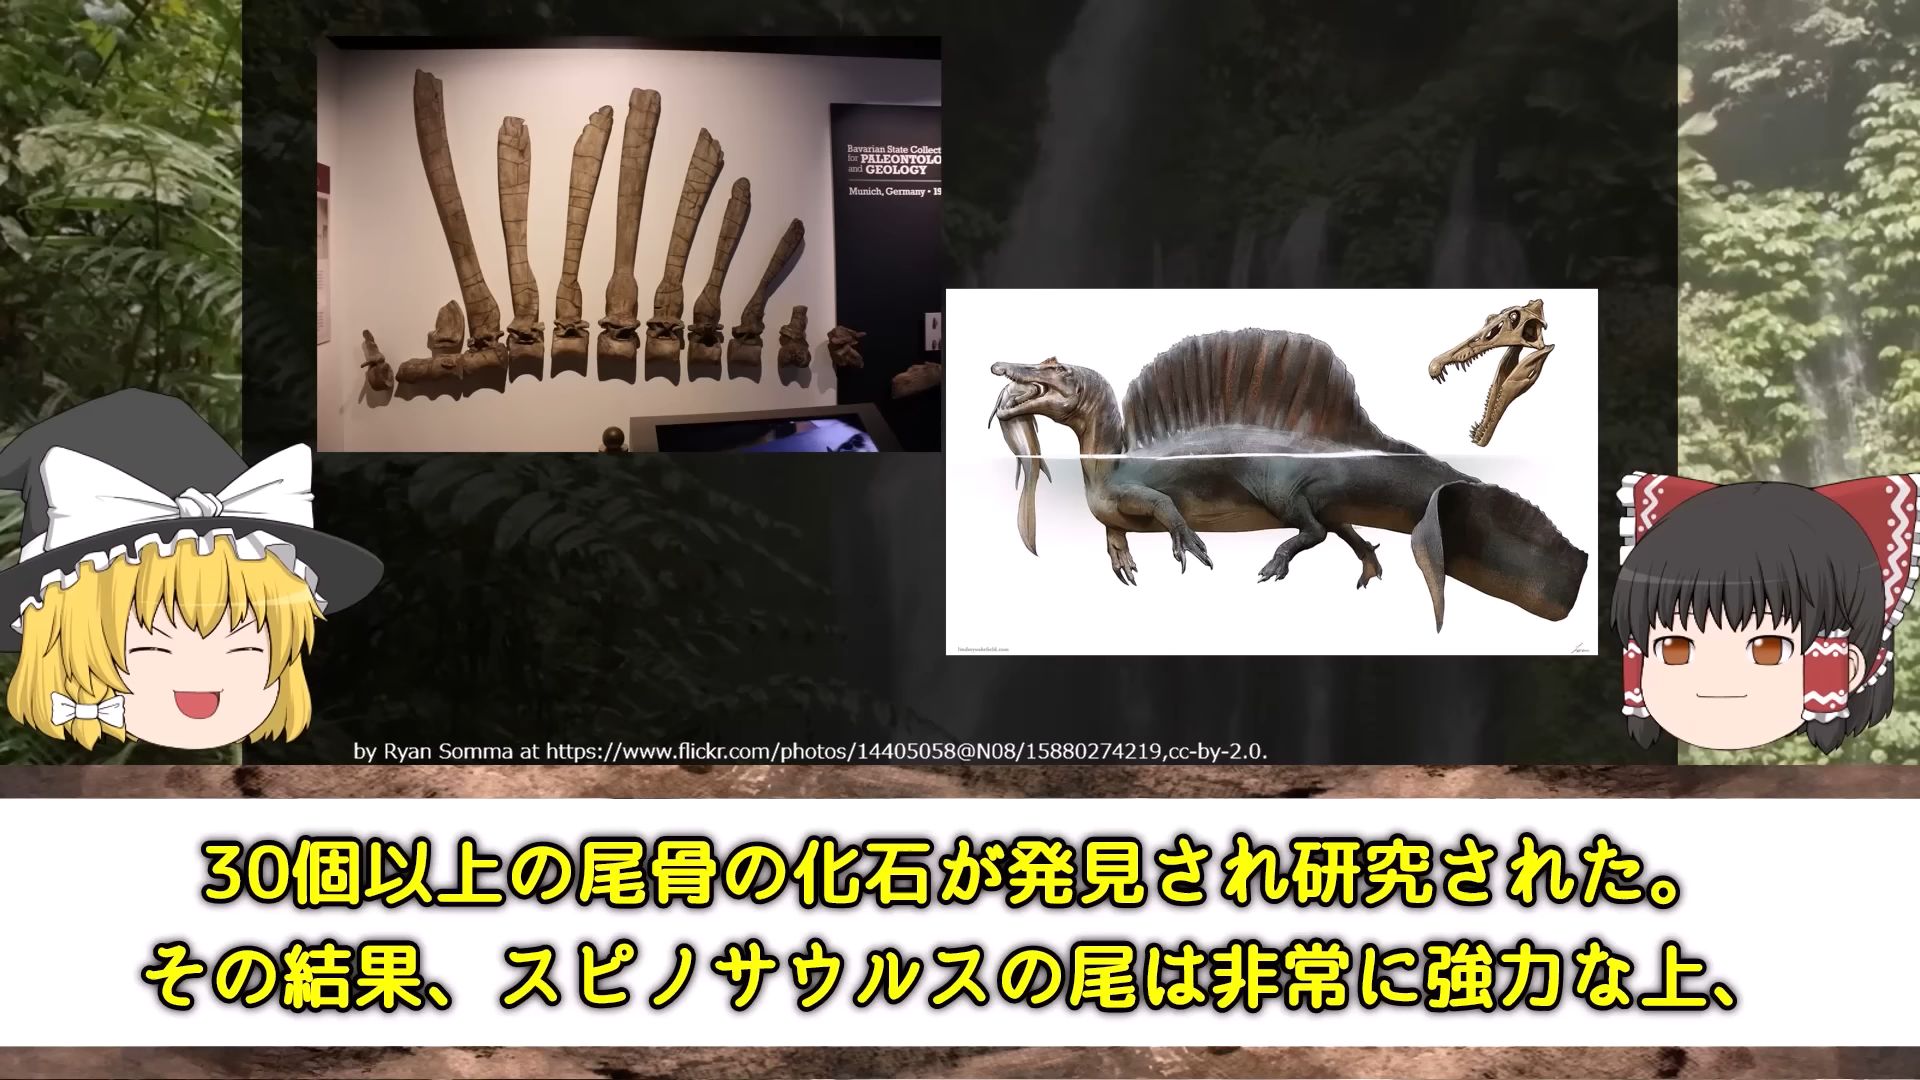 Bavarian State Collect
for PALEONTOLO
and GEOLOGY
Munich, Germany • 19
by Ryan Somma at https://www.flickr.com/photos/14405058@N08/15880274219,cc-by-2.0.
30個以上の尾骨の化石が発見され研究された。
その結果、スピノサウルスの尾は非常に強力な上、